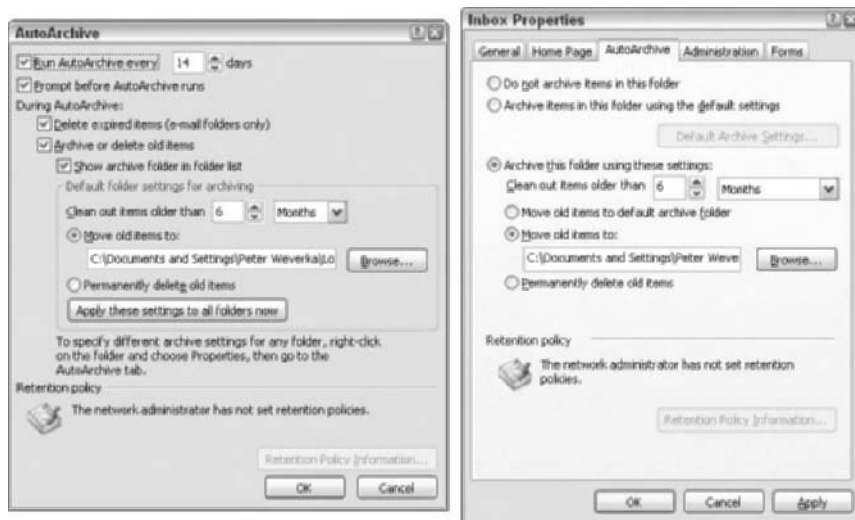 AutoArchive
Run AutoArchive every 14 days
Prompt before AutoArchive runs
During AutoArchive:
Delete expired items (e-mail folders only)
Archive or delete old items
Show archive folder in folder list
Default folder settings for archiving
Clean out items older than 6 Months
Move old items to:
C:\Documents and Settings\Peter Weverka\Lo Browse...
Permanently delete old items
Apply these settings to all folders now
To specify different archive settings for any folder, right-click
on the folder and choose Properties, then go to the
AutoArchive tab.
Retention policy
The network administrator has not set retention policies.
Retention Policy Information...
OK Cancel
Inbox Properties
General Home Page AutoArchive Administration Forms
Do not archive items in this folder
Archive items in this folder using the default settings
Default Archive Settings...
Archive this folder using these settings:
Clean out items older than 6 Months
Move old items to default archive folder
Move old items to:
C:\Documents and Settings\Peter Weve Browse...
Permanently delete old items
Retention policy
The network administrator has not set retention
policies.
Retention Policy Information...
OK Cancel Apply